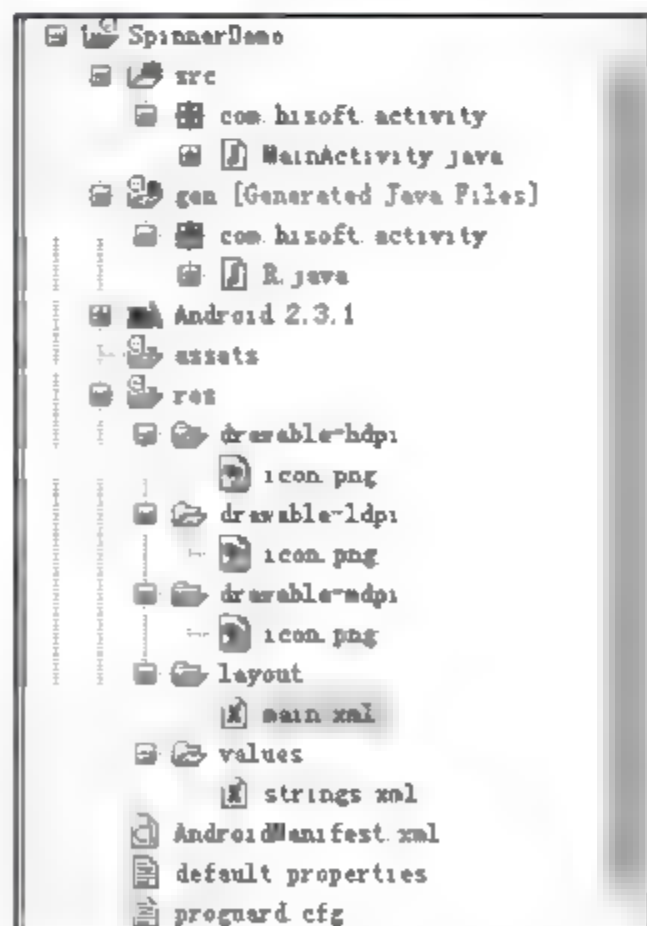 SpinnerDemo
src
com.hisoft.activity
MainActivity.java
gen [Generated Java Files]
com.hisoft.activity
R.java
Android 2.3.1
assets
res
drawable-hdpi
icon.png
drawable-ldpi
icon.png
drawable-mdpi
icon.png
layout
main.xml
values
strings.xml
AndroidManifest.xml
default.properties
proguard.cfg